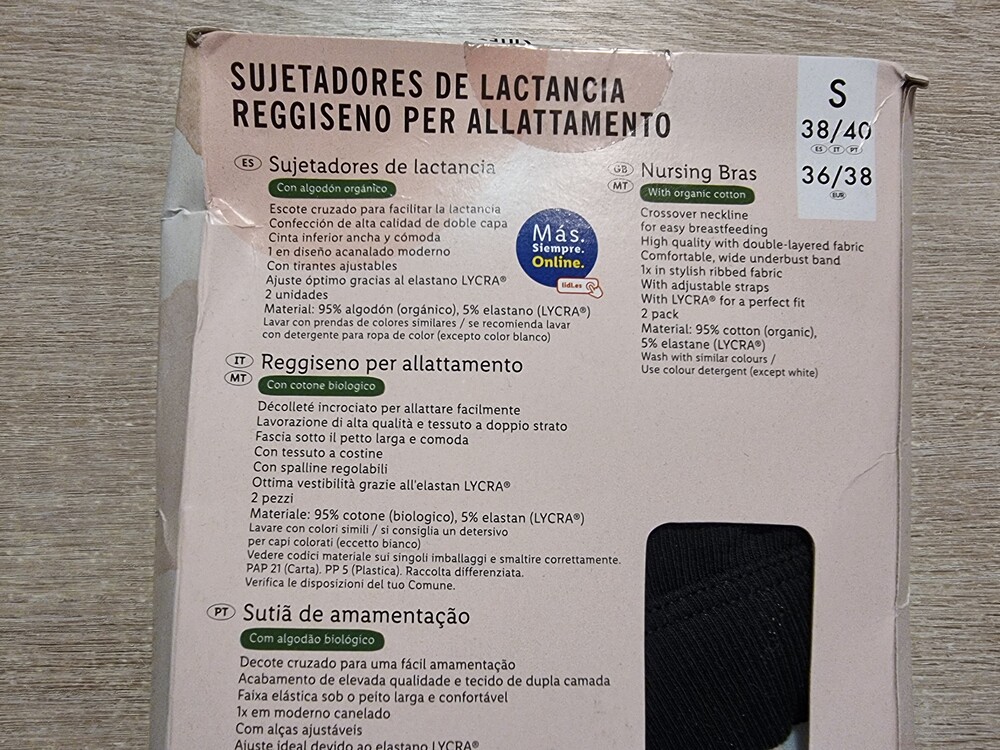 SUJETADORES DE LACTANCIA
REGGISENO PER ALLATTAMENTO
S
38/40
ES IT PT
36/38
EUR
ES Sujetadores de lactancia
Con algodón orgánico
Escote cruzado para facilitar la lactancia
Confección de alta calidad de doble capa
Cinta inferior ancha y cómoda
1 en diseño acanalado moderno
Con tirantes ajustables
Ajuste óptimo gracias al elastano LYCRA®
2 unidades
Material: 95% algodón (orgánico), 5% elastano (LYCRA®)
Lavar con prendas de colores similares / se recomienda lavar
con detergente para ropa de color (excepto color blanco)
Más.
Siempre.
Online.
lidl.es
GB MT Nursing Bras
With organic cotton
Crossover neckline
for easy breastfeeding
High quality with double-layered fabric
Comfortable, wide underbust band
1x in stylish ribbed fabric
With adjustable straps
With LYCRA® for a perfect fit
2 pack
Material: 95% cotton (organic),
5% elastane (LYCRA®)
Wash with similar colours /
Use colour detergent (except white)
IT MT Reggiseno per allattamento
Con cotone biologico
Décolleté incrociato per allattare facilmente
Lavorazione di alta qualità e tessuto a doppio strato
Fascia sotto il petto larga e comoda
Con tessuto a costine
Con spalline regolabili
Ottima vestibilità grazie all'elastan LYCRA®
2 pezzi
Materiale: 95% cotone (biologico), 5% elastan (LYCRA®)
Lavare con colori simili / si consiglia un detersivo
per capi colorati (eccetto bianco)
Vedere codici materiale sui singoli imballaggi e smaltire correttamente.
PAP 21 (Carta). PP 5 (Plastica). Raccolta differenziata.
Verifica le disposizioni del tuo Comune.
PT Sutiã de amamentação
Com algodão biológico
Decote cruzado para uma fácil amamentação
Acabamento de elevada qualidade e tecido de dupla camada
Faixa elástica sob o peito larga e confortável
1x em moderno canelado
Com alças ajustáveis
Ajuste ideal devido ao elastano LYCRA®